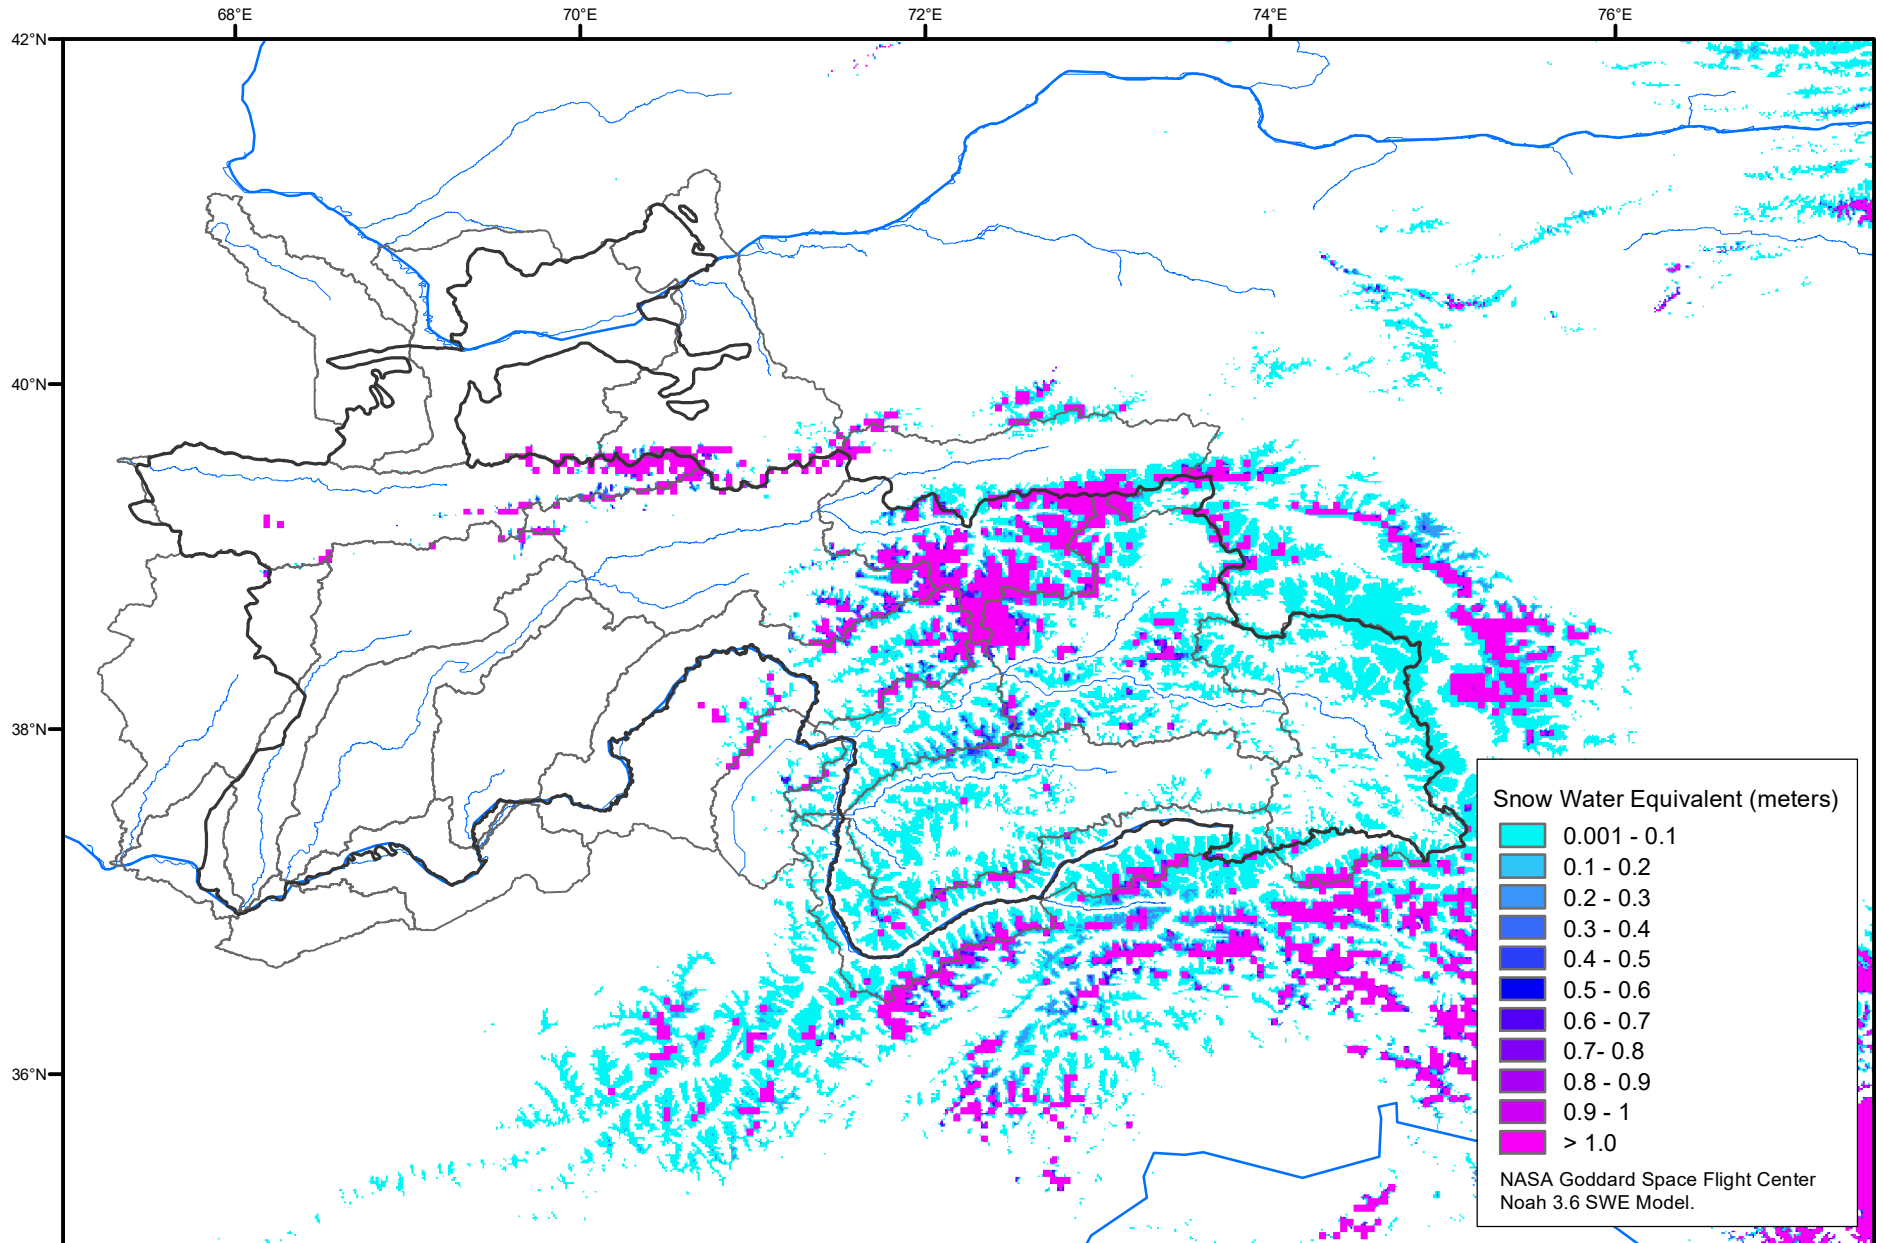 68°E 70°E 72°E 74°E 76°E
42°N
40°N
38°N
36°N
Snow Water Equivalent (meters)
0.001 - 0.1
0.1 - 0.2
0.2 - 0.3
0.3 - 0.4
0.4 - 0.5
0.5 - 0.6
0.6 - 0.7
0.7- 0.8
0.8 - 0.9
0.9 - 1
> 1.0
NASA Goddard Space Flight Center
Noah 3.6 SWE Model.